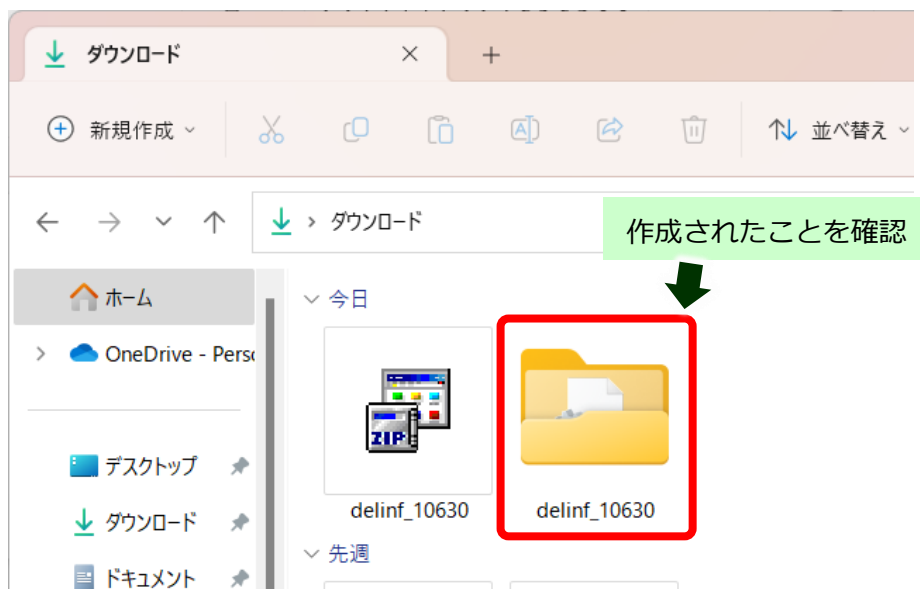 ダウンロード
新規作成
並べ替え
ダウンロード
作成されたことを確認
ホーム
今日
OneDrive - Perso
ZIP
デスクトップ
delinf_10630
delinf_10630
ダウンロード
先週
ドキュメント